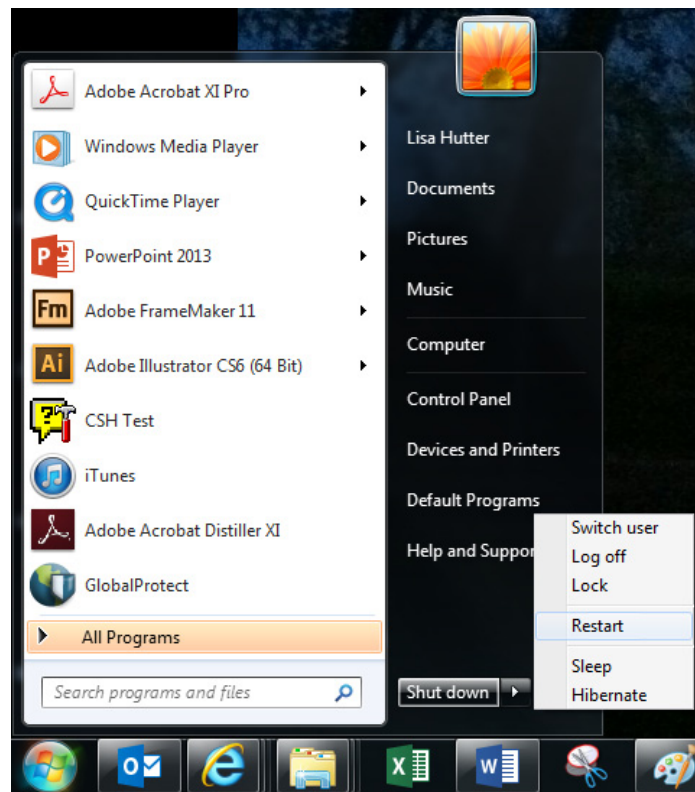 Adobe Acrobat XI Pro
Windows Media Player
QuickTime Player
PowerPoint 2013
Adobe FrameMaker 11
Adobe Illustrator CS6 (64 Bit)
CSH Test
iTunes
Adobe Acrobat Distiller XI
GlobalProtect
All Programs
Search programs and files
Lisa Hutter
Documents
Pictures
Music
Computer
Control Panel
Devices and Printers
Default Programs
Help and Suppor
Shut down
Switch user
Log off
Lock
Restart
Sleep
Hibernate
P
Fm
Ai
?
o
X
W